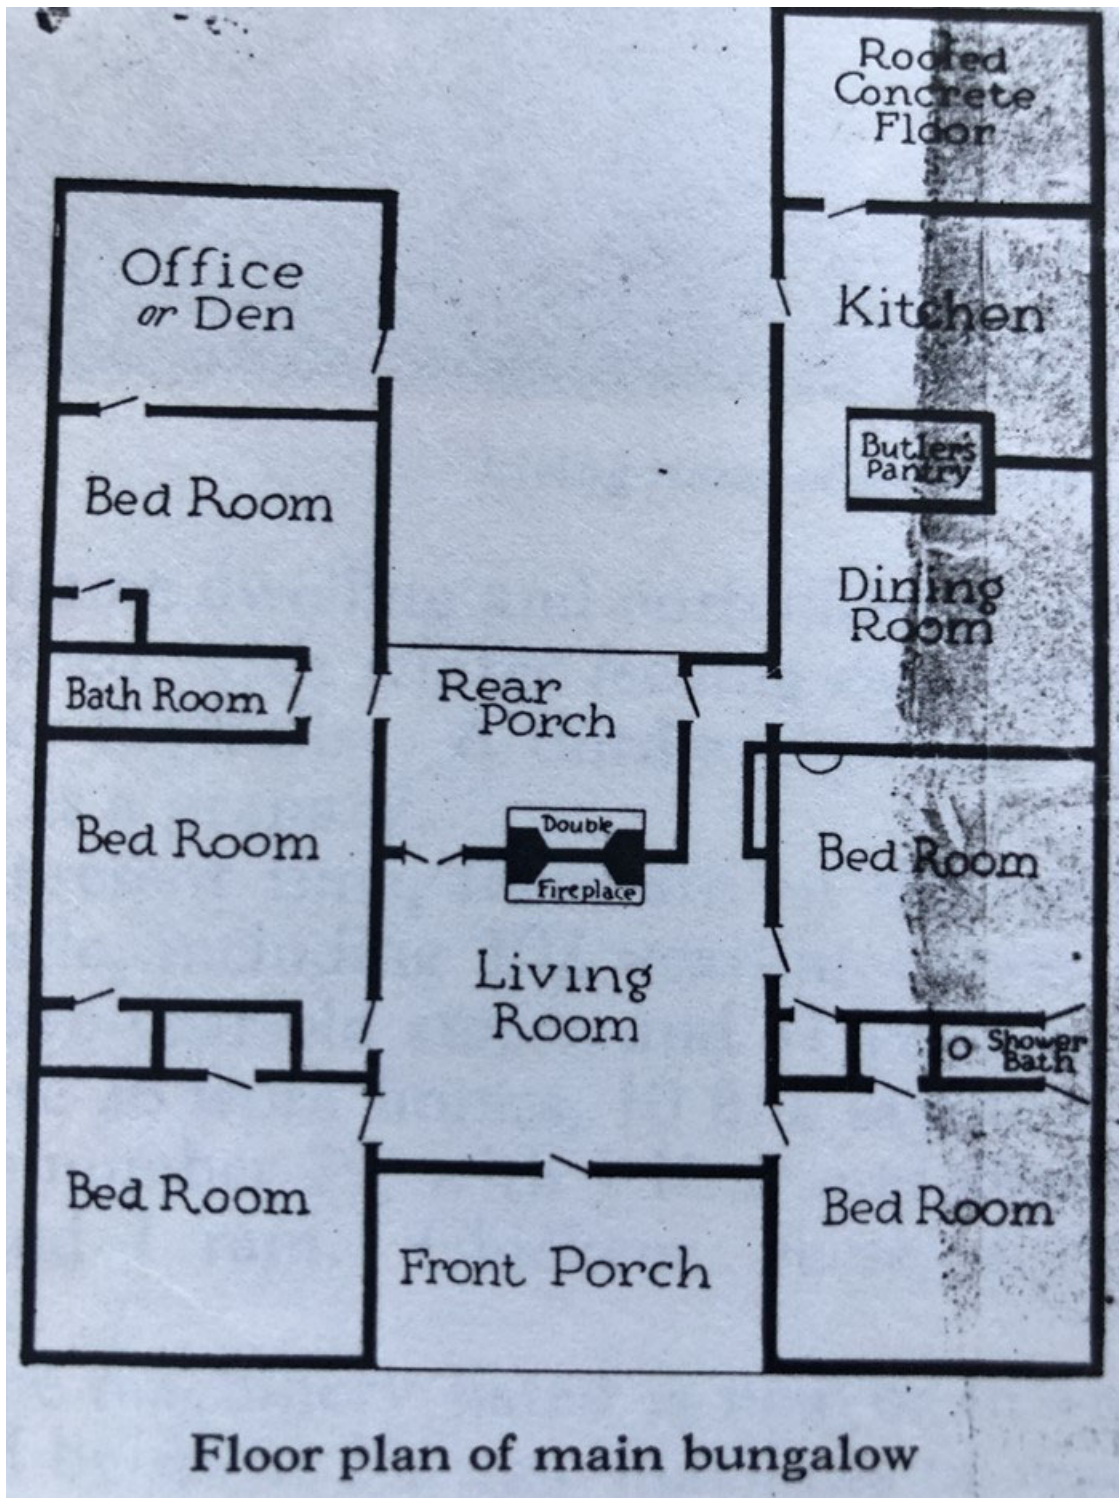 Roofed
Concrete
Floor
Office
or Den
Kitchen
Bed Room
Butlers
Pantry
Dining
Room
Bath Room
Rear
Porch
Bed Room
Double
Fireplace
Bed Room
Living
Room
Shower
Bath
Bed Room
Bed Room
Front Porch
Floor plan of main bungalow